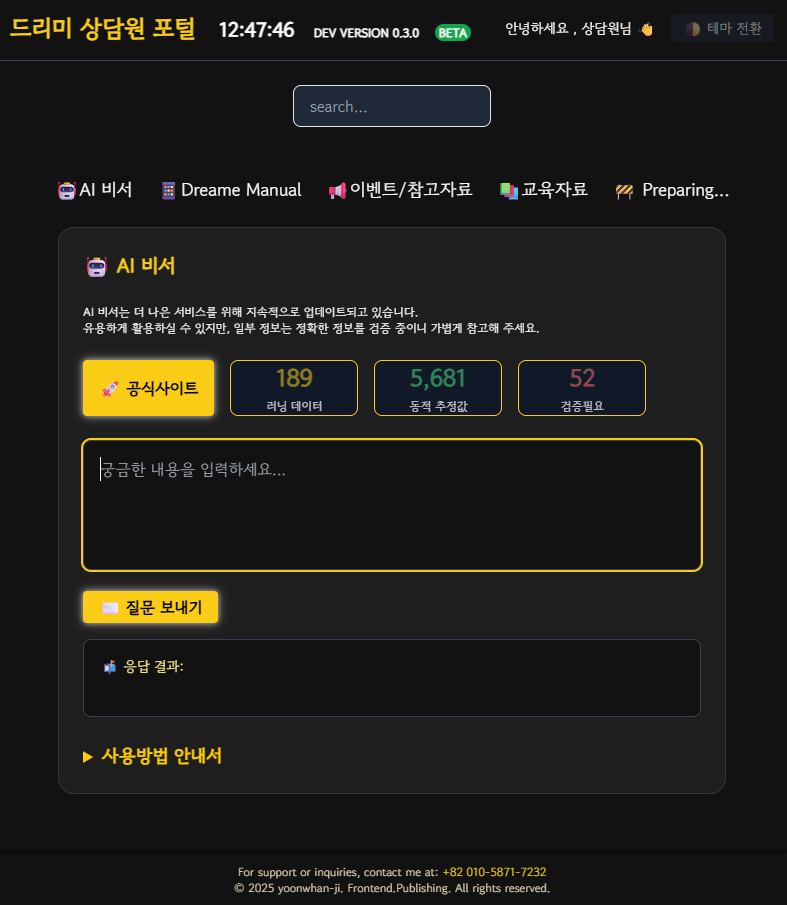 드리미 상담원 포털 12:47:46 DEV VERSION 0.3.0 BETA 안녕하세요 , 상담원님 👋 🌗 테마 전환
search...
🤖AI 비서 Dreame Manual 📢이벤트/참고자료 📚교육자료 🚧 Preparing...
🤖 AI 비서
AI 비서는 더 나은 서비스를 위해 지속적으로 업데이트되고 있습니다.
유용하게 활용하실 수 있지만, 일부 정보는 정확한 정보를 검증 중이니 가볍게 참고해 주세요.
🚀 공식사이트
189
러닝 데이터
5,681
동적 추정값
52
검증필요
궁금한 내용을 입력하세요...
📨 질문 보내기
📬 응답 결과:
▶ 사용방법 안내서
For support or inquiries, contact me at: +82 010-5871-7232
© 2025 yoonwhan-ji. Frontend.Publishing. All rights reserved.